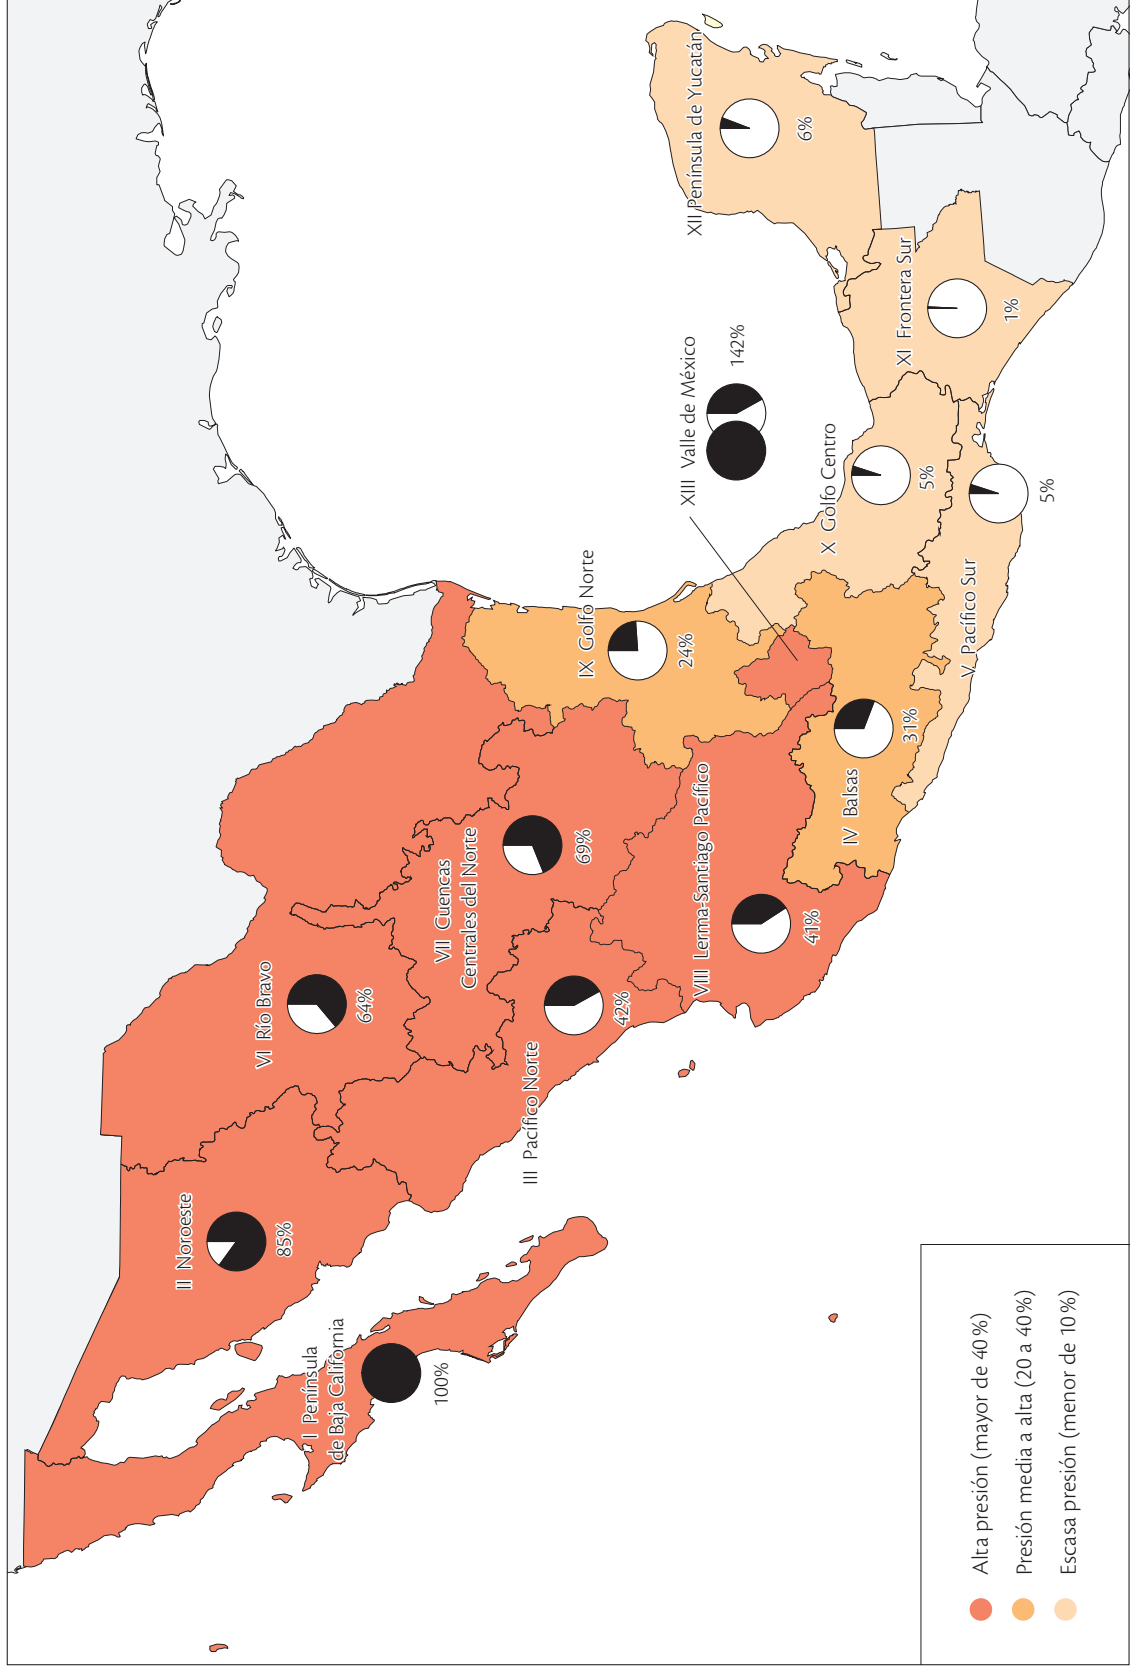 I Península
de Baja California
100%
II Noroeste
85%
III Pacífico Norte
42%
VI Río Bravo
64%
VII Cuencas
Centrales del Norte
69%
VIII Lerma-Santiago Pacífico
41%
IX Golfo Norte
24%
IV Balsas
31%
XIII Valle de México
142%
X Golfo Centro
5%
V Pacífico Sur
5%
XI Frontera Sur
1%
XII Península de Yucatán
6%
Alta presión (mayor de 40 %)
Presión media a alta (20 a 40 %)
Escasa presión (menor de 10 %)